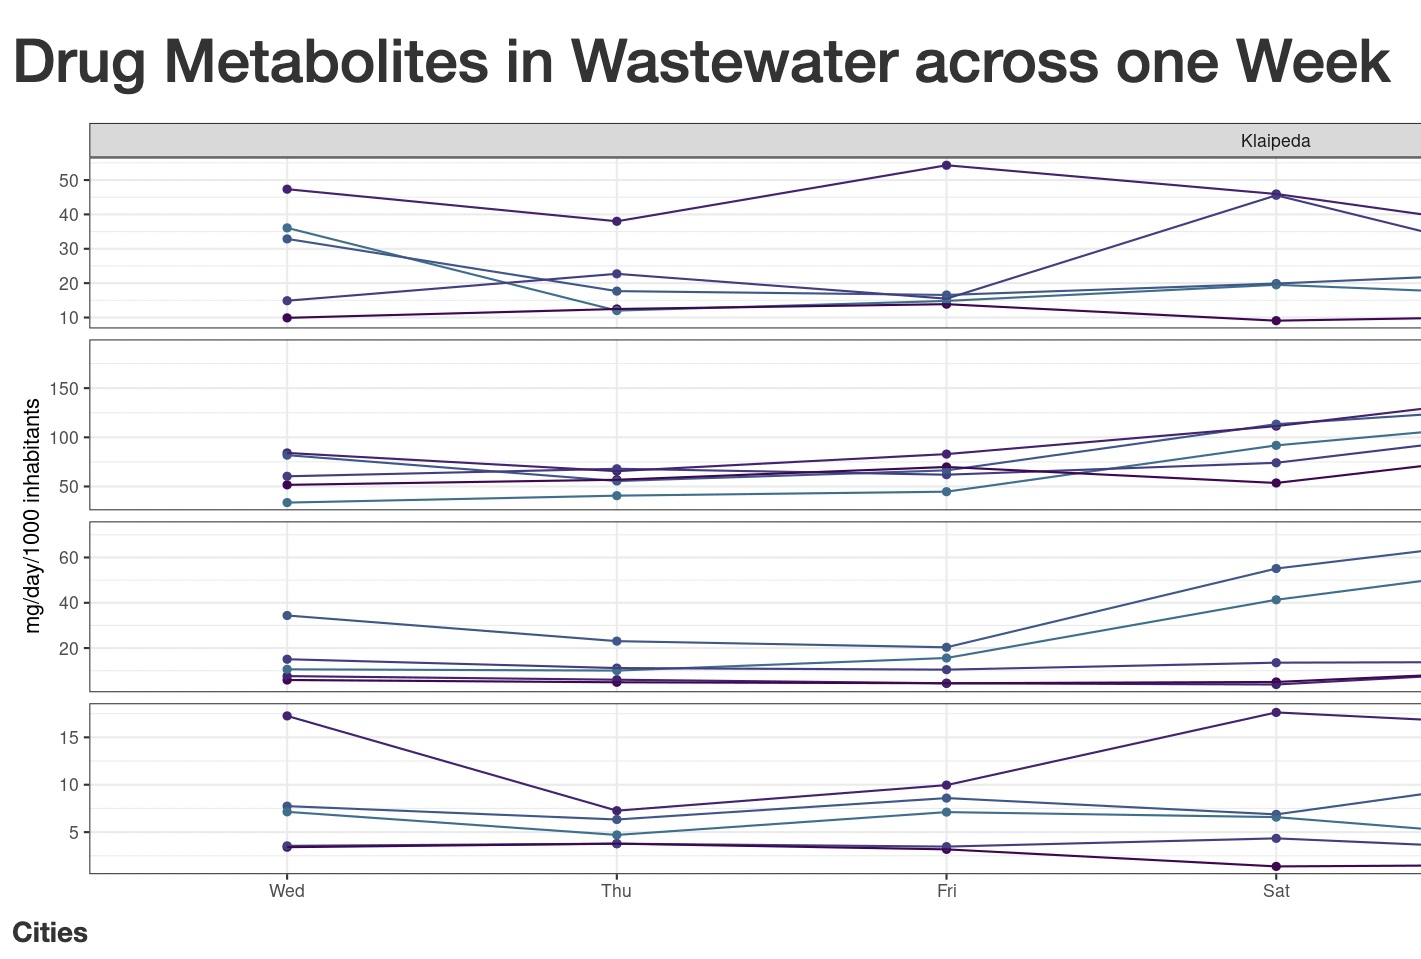 Drug Metabolites in Wastewater across one Week
Klaipeda
50
40
30
20
10
150
100
50
60
40
20
15
10
5
mg/day/1000 inhabitants
Wed Thu Fri Sat
Cities